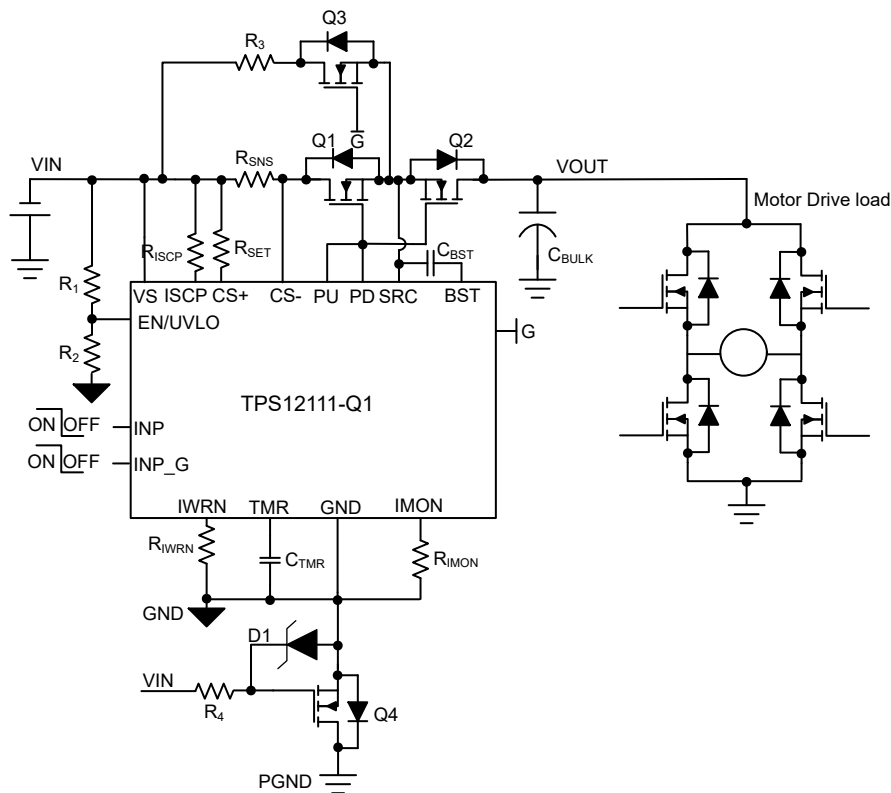 Q3
R3
G
Q1
Q2
VIN
RSNS
VOUT
Motor Drive load
RISCP
RSET
CBST
CBULK
R1
VS ISCP CS+ CS- PU PD SRC BST
EN/UVLO
G
R2
TPS12111-Q1
ON OFF
INP
ON OFF
INP_G
IWRN TMR GND IMON
RIWRN
CTMR
RIMON
GND
D1
VIN
R4
Q4
PGND